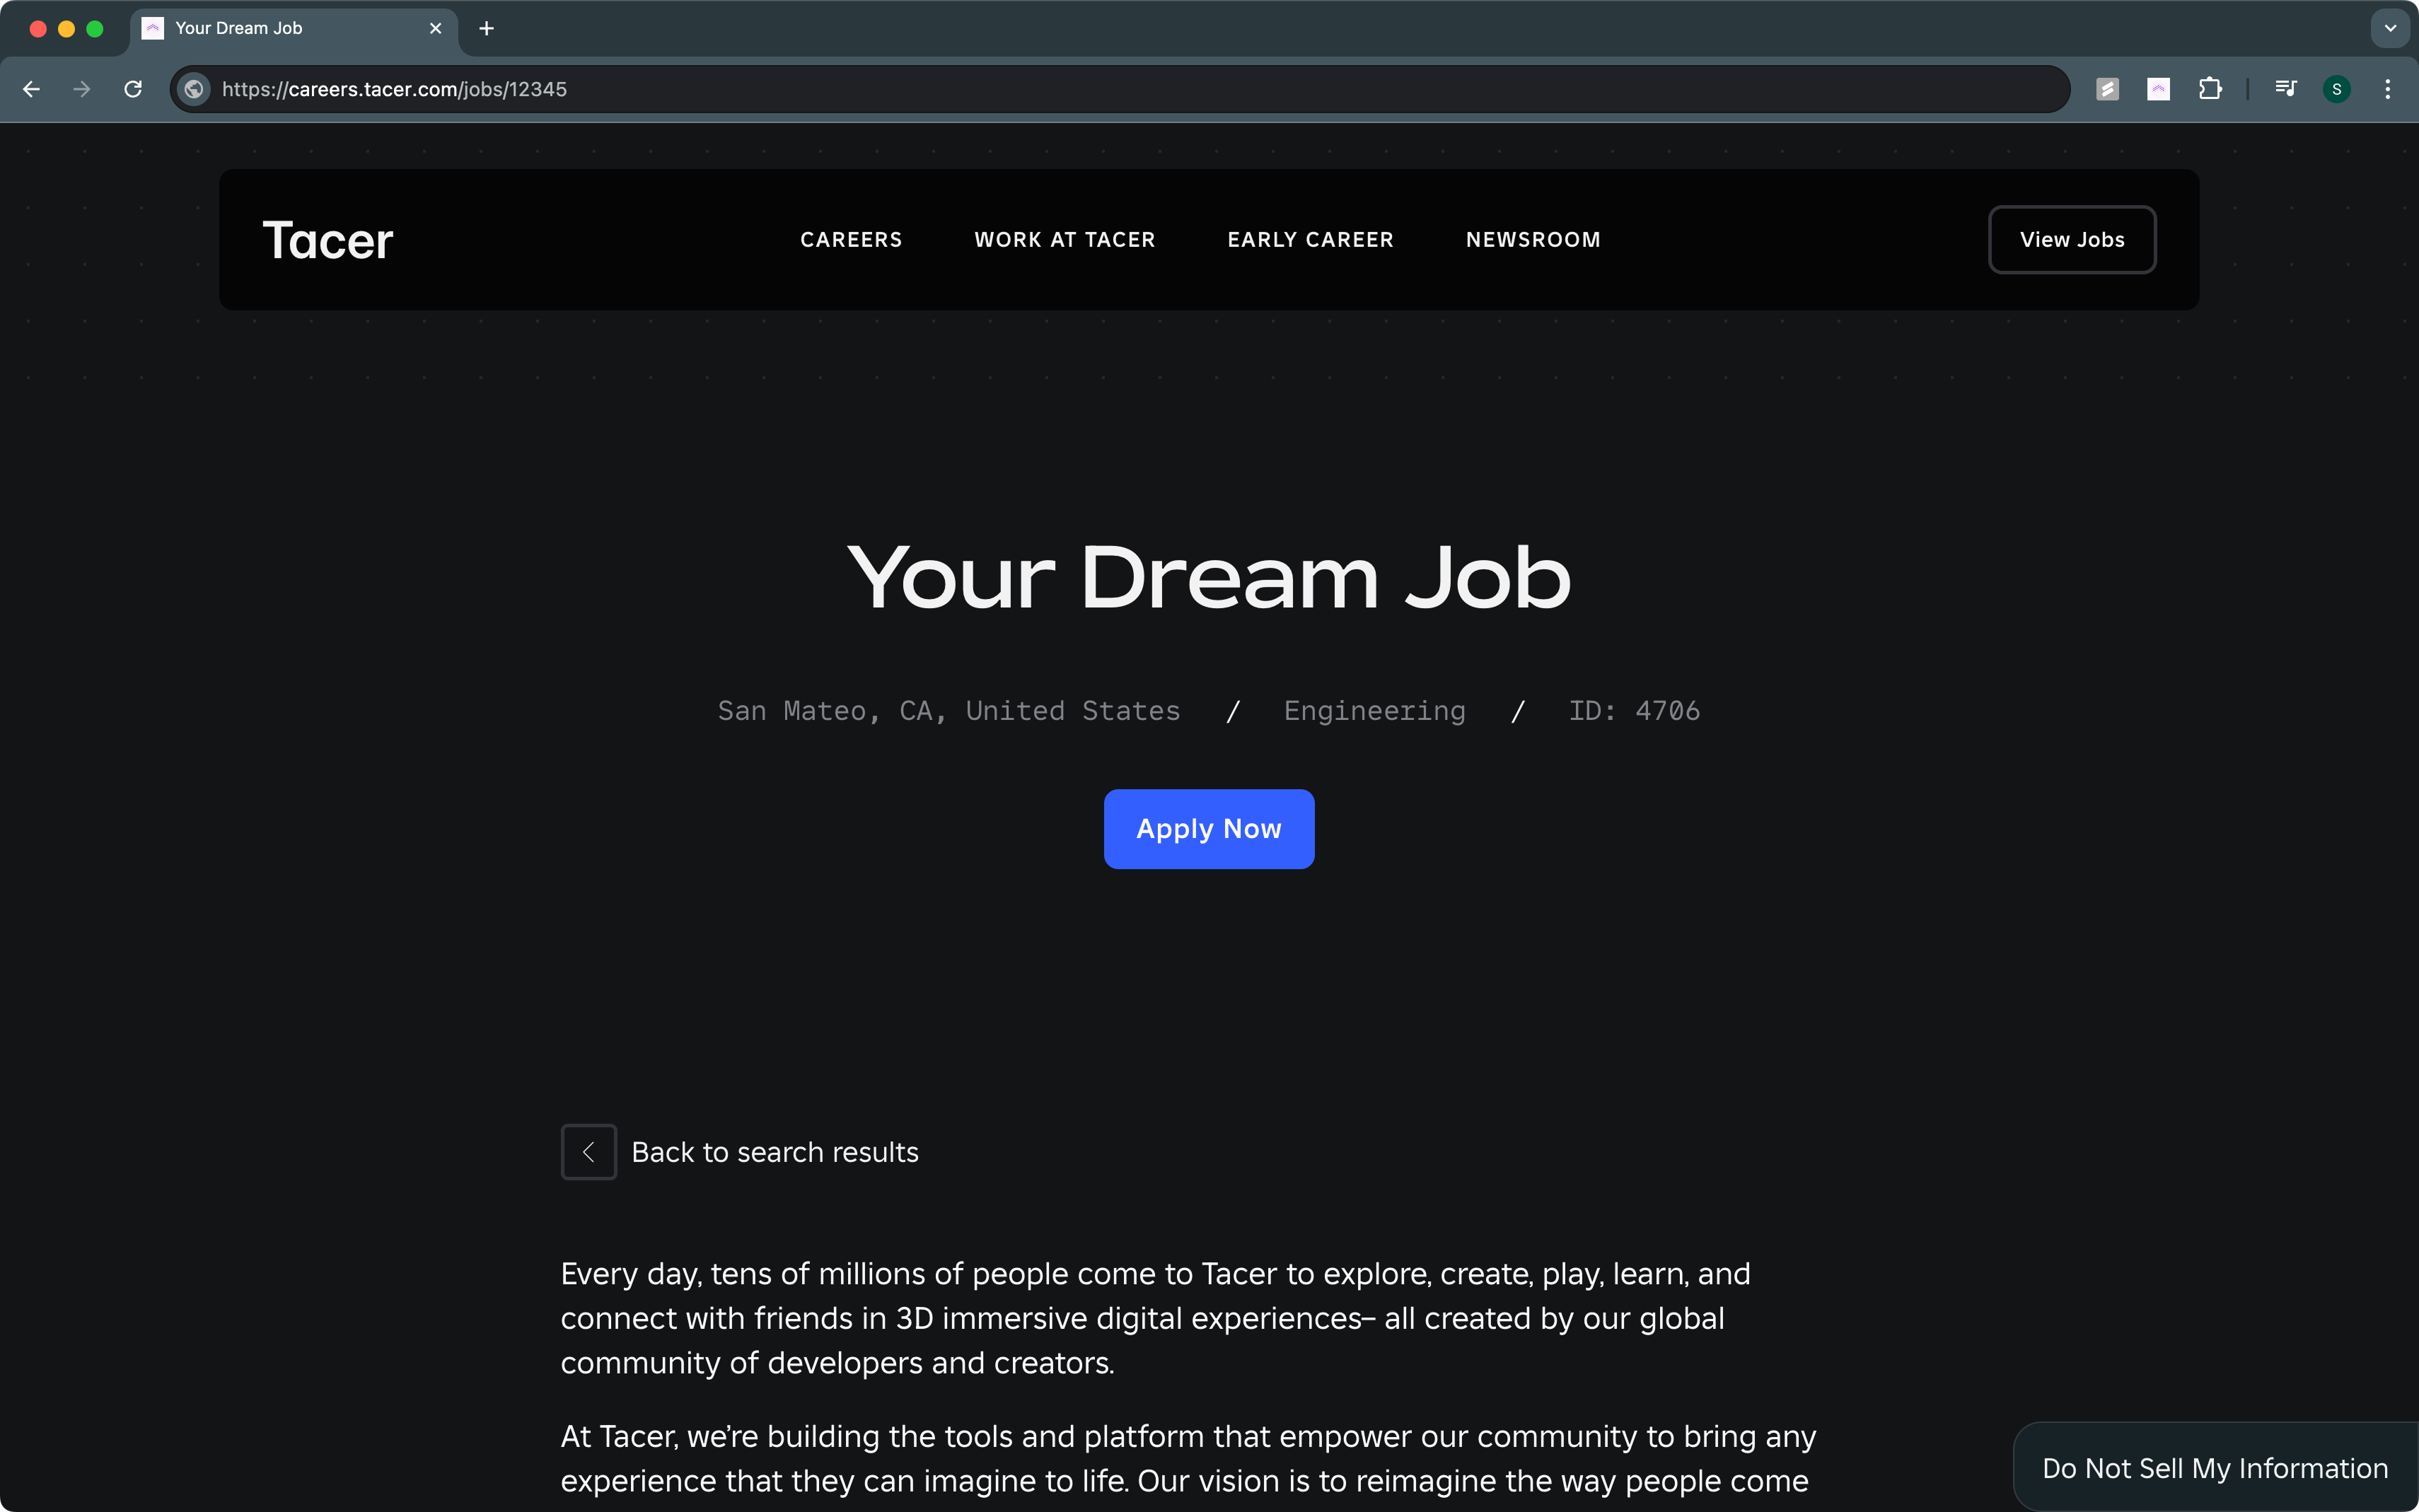 Your Dream Job
https://careers.tacer.com/jobs/12345
S
Tacer CAREERS WORK AT TACER EARLY CAREER NEWSROOM View Jobs
Your Dream Job
San Mateo, CA, United States / Engineering / ID: 4706
Apply Now
Back to search results
Every day, tens of millions of people come to Tacer to explore, create, play, learn, and
connect with friends in 3D immersive digital experiences– all created by our global
community of developers and creators.
At Tacer, we’re building the tools and platform that empower our community to bring any
experience that they can imagine to life. Our vision is to reimagine the way people come
Do Not Sell My Information